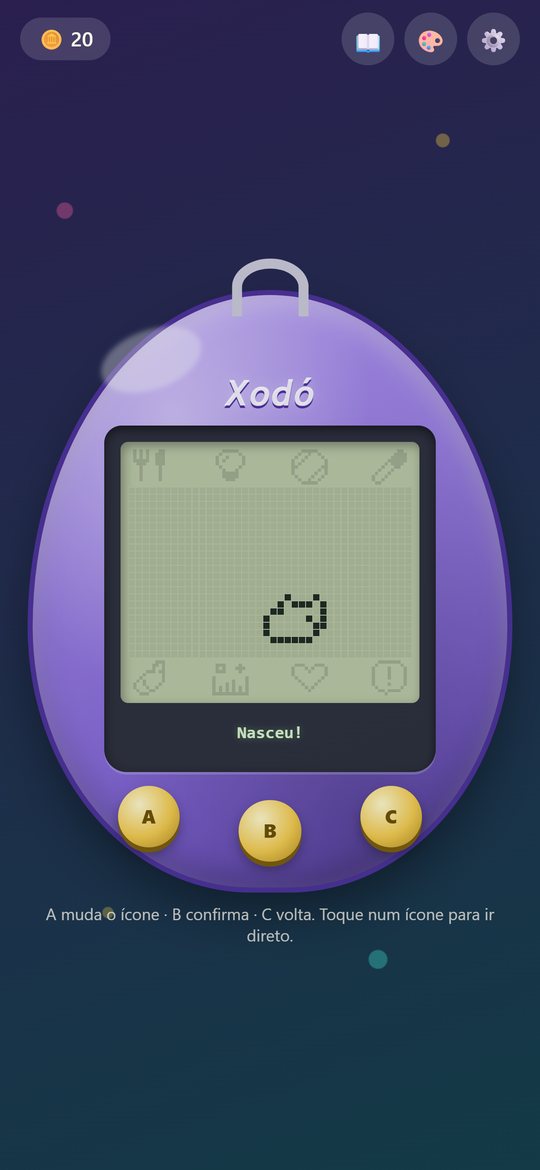 20
Xodó
Nasceu!
A
B
C
A muda o ícone · B confirma · C volta. Toque num ícone para ir
direto.